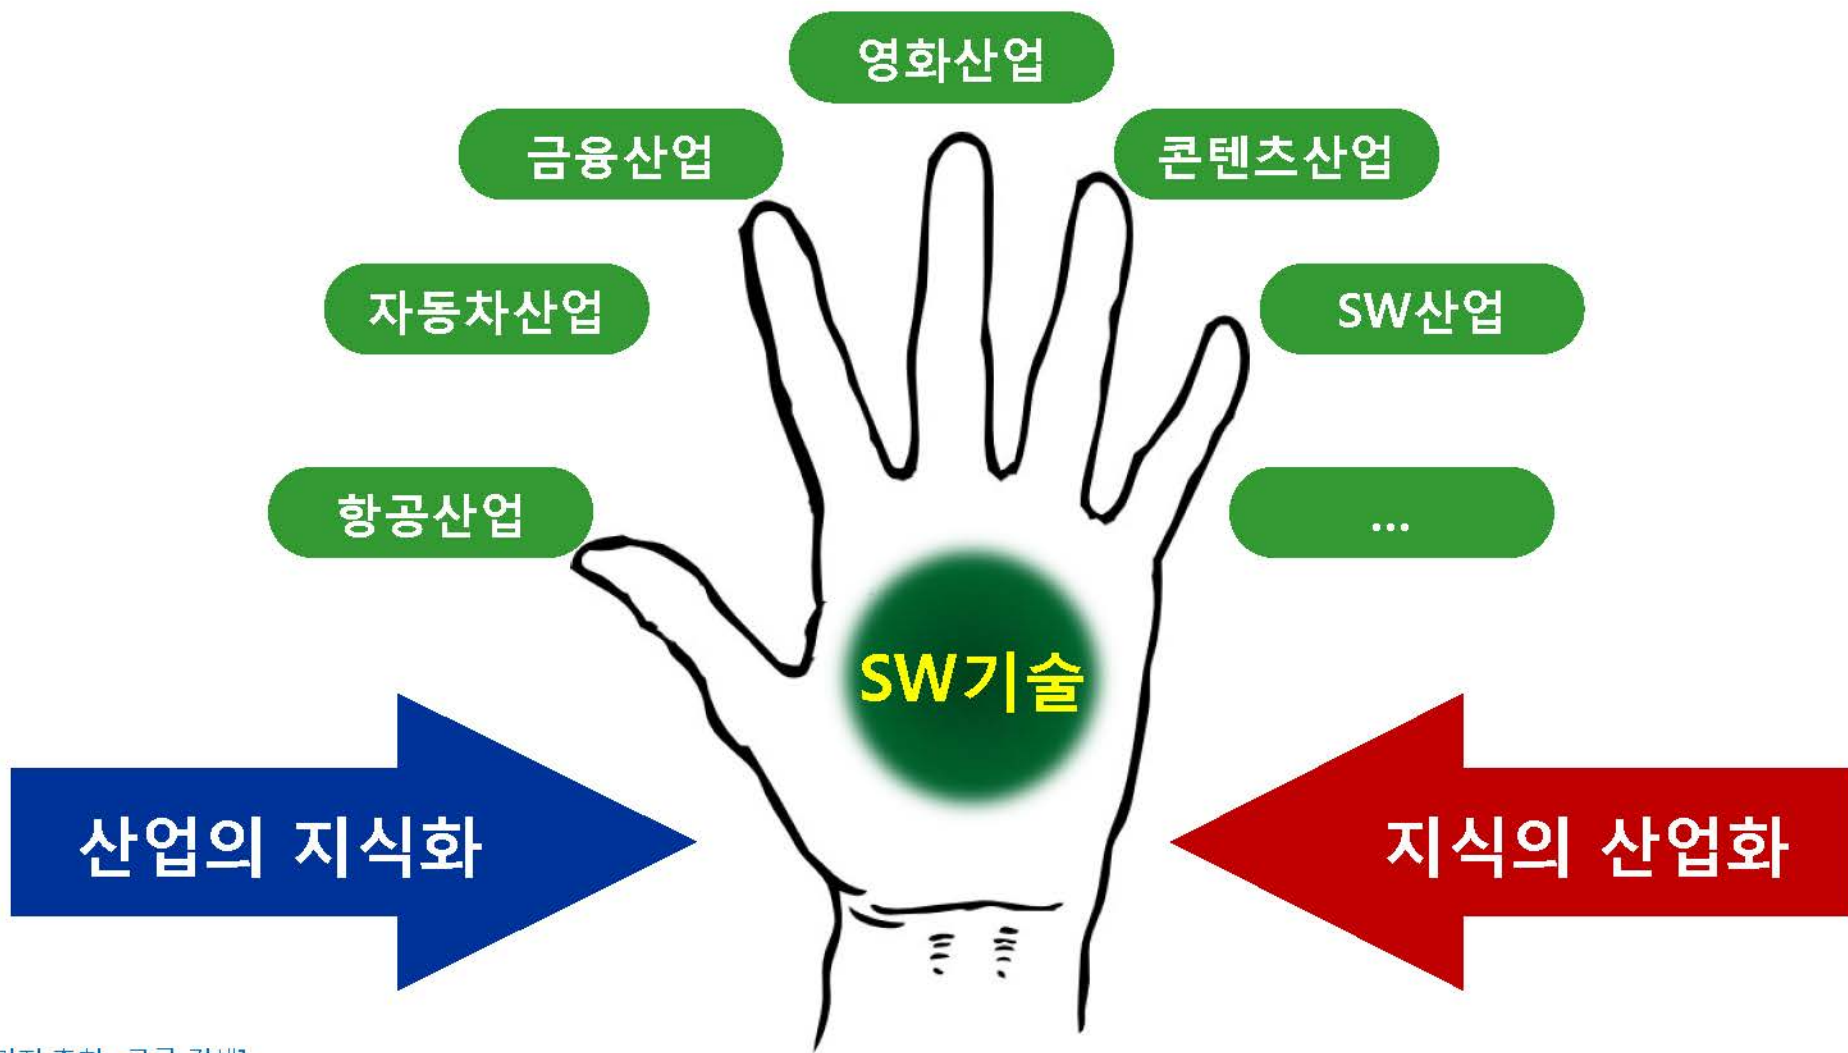 영화산업
금융산업
콘텐츠산업
자동차산업
SW산업
항공산업
...
SW기술
산업의 지식화
지식의 산업화